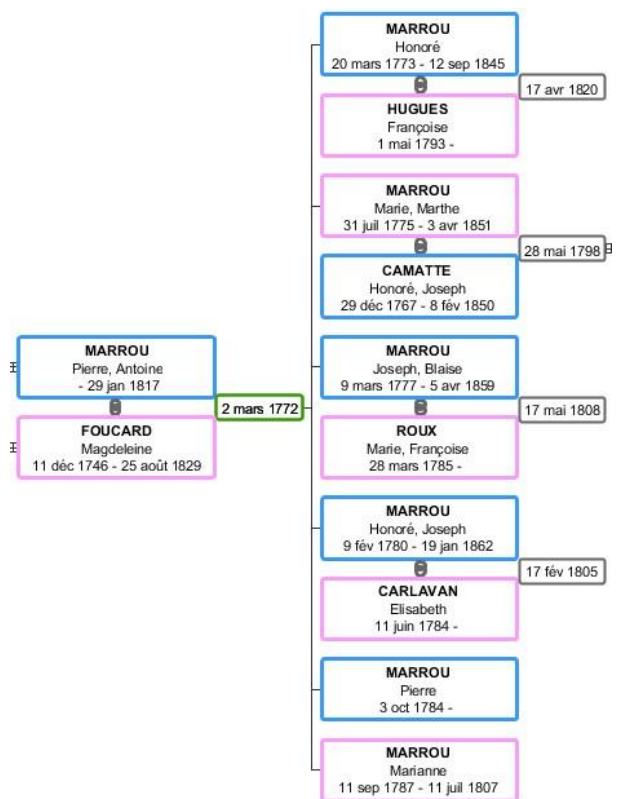 MARROU
Pierre, Antoine
- 29 jan 1817
FOUCARD
Magdeleine
11 déc 1746 - 25 août 1829
2 mars 1772
MARROU
Honoré
20 mars 1773 - 12 sep 1845
17 avr 1820
HUGUES
Françoise
1 mai 1793 -
MARROU
Marie, Marthe
31 juil 1775 - 3 avr 1851
28 mai 1798
CAMATTE
Honoré, Joseph
29 déc 1767 - 8 fév 1850
MARROU
Joseph, Blaise
9 mars 1777 - 5 avr 1859
17 mai 1808
ROUX
Marie, Françoise
28 mars 1785 -
MARROU
Honoré, Joseph
9 fév 1780 - 19 jan 1862
17 fév 1805
CARLAVAN
Elisabeth
11 juin 1784 -
MARROU
Pierre
3 oct 1784 -
MARROU
Marianne
11 sep 1787 - 11 juil 1807